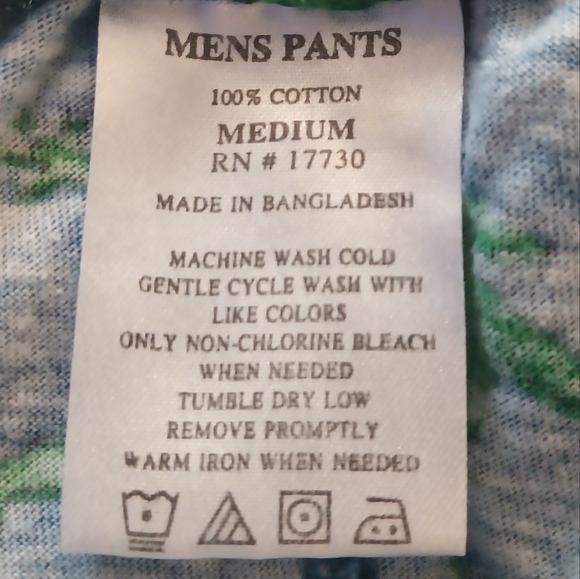 MENS PANTS
100% COTTON
MEDIUM
RN # 17730
MADE IN BANGLADESH
MACHINE WASH COLD
GENTLE CYCLE WASH WITH
LIKE COLORS
ONLY NON-CHLORINE BLEACH
WHEN NEEDED
TUMBLE DRY LOW
REMOVE PROMPTLY
WARM IRON WHEN NEEDED